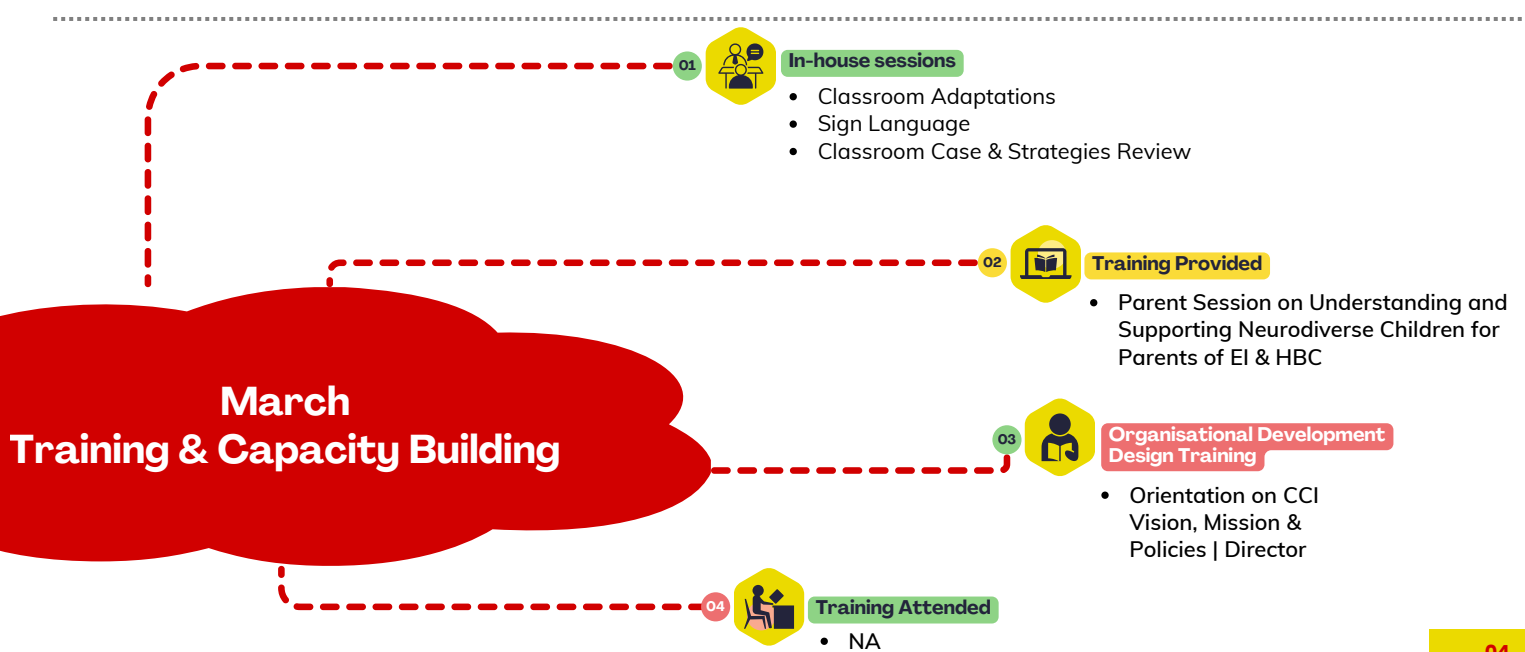 01
In-house sessions
• Classroom Adaptations
• Sign Language
• Classroom Case & Strategies Review
02
Training Provided
• Parent Session on Understanding and
Supporting Neurodiverse Children for
Parents of EI & HBC
March
Training & Capacity Building
03
Organisational Development
Design Training
• Orientation on CCI
Vision, Mission &
Policies | Director
04
Training Attended
• NA
04